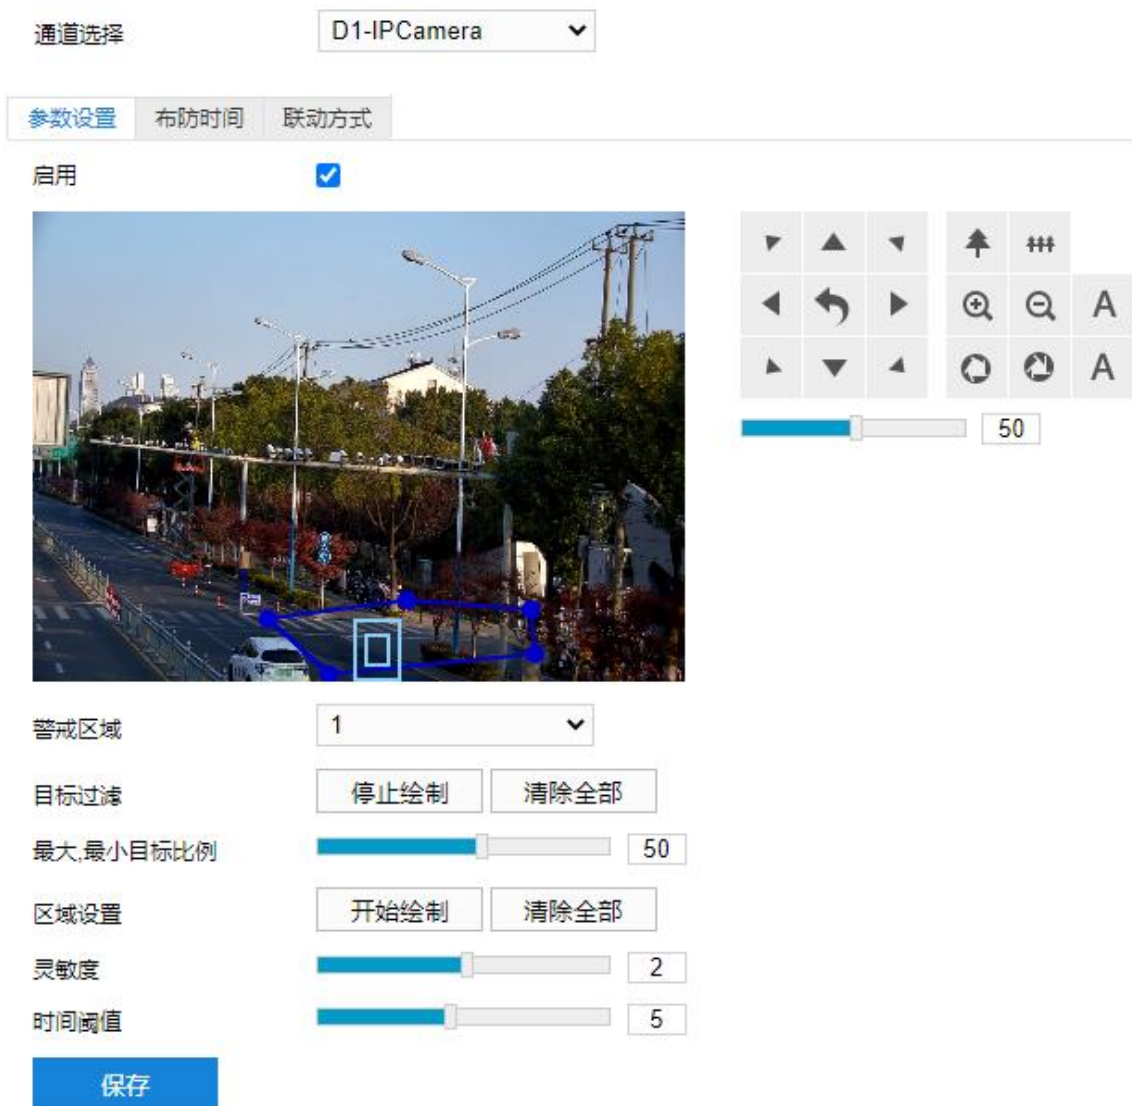 通道选择 D1-IPCamera
参数设置 布防时间 联动方式
启用
A
A
50
警戒区域 1
目标过滤 停止绘制 清除全部
最大,最小目标比例 50
区域设置 开始绘制 清除全部
灵敏度 2
时间阈值 5
保存